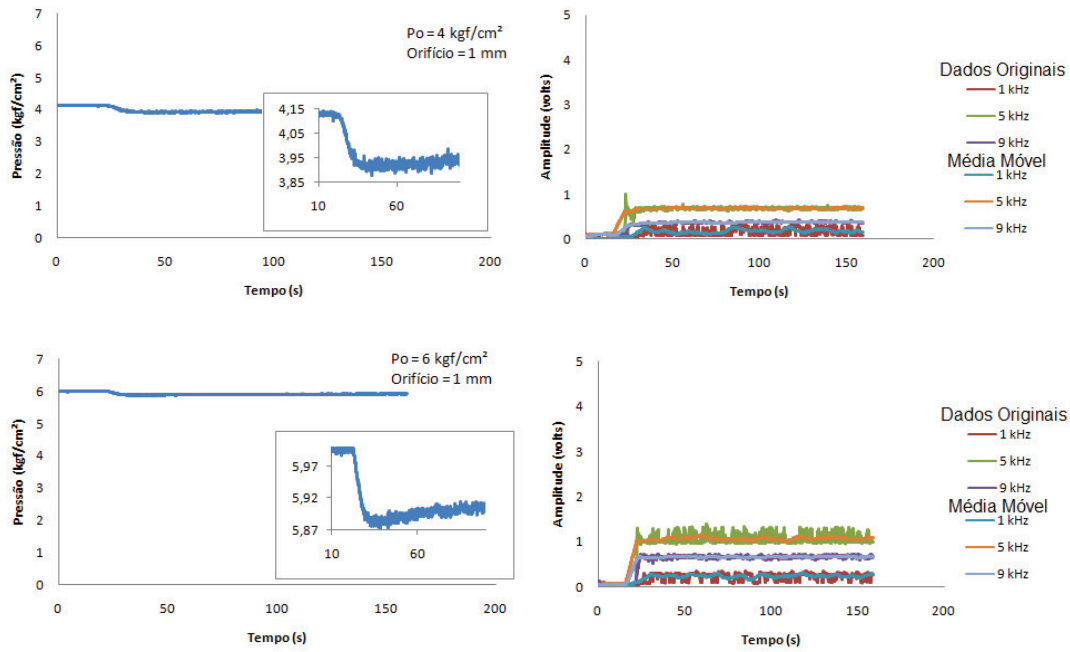 Po = 4 kgf/cm²
Orifício = 1 mm
Pressão (kgf/cm²)
7
6
5
4
3
2
1
0
0 50 100 150 200
Tempo (s)
4,15
4,05
3,95
3,85
10 60
Amplitude (volts)
5
4
3
2
1
0
0 50 100 150 200
Tempo (s)
Dados Originais
1 kHz
5 kHz
9 kHz
Média Móvel
1 kHz
5 kHz
9 kHz
Po = 6 kgf/cm²
Orifício = 1 mm
Pressão (kgf/cm²)
7
6
5
4
3
2
1
0
0 50 100 150 200
Tempo (s)
5,97
5,92
5,87
10 60
Amplitude (volts)
5
4
3
2
1
0
0 50 100 150 200
Tempo (s)
Dados Originais
1 kHz
5 kHz
9 kHz
Média Móvel
1 kHz
5 kHz
9 kHz